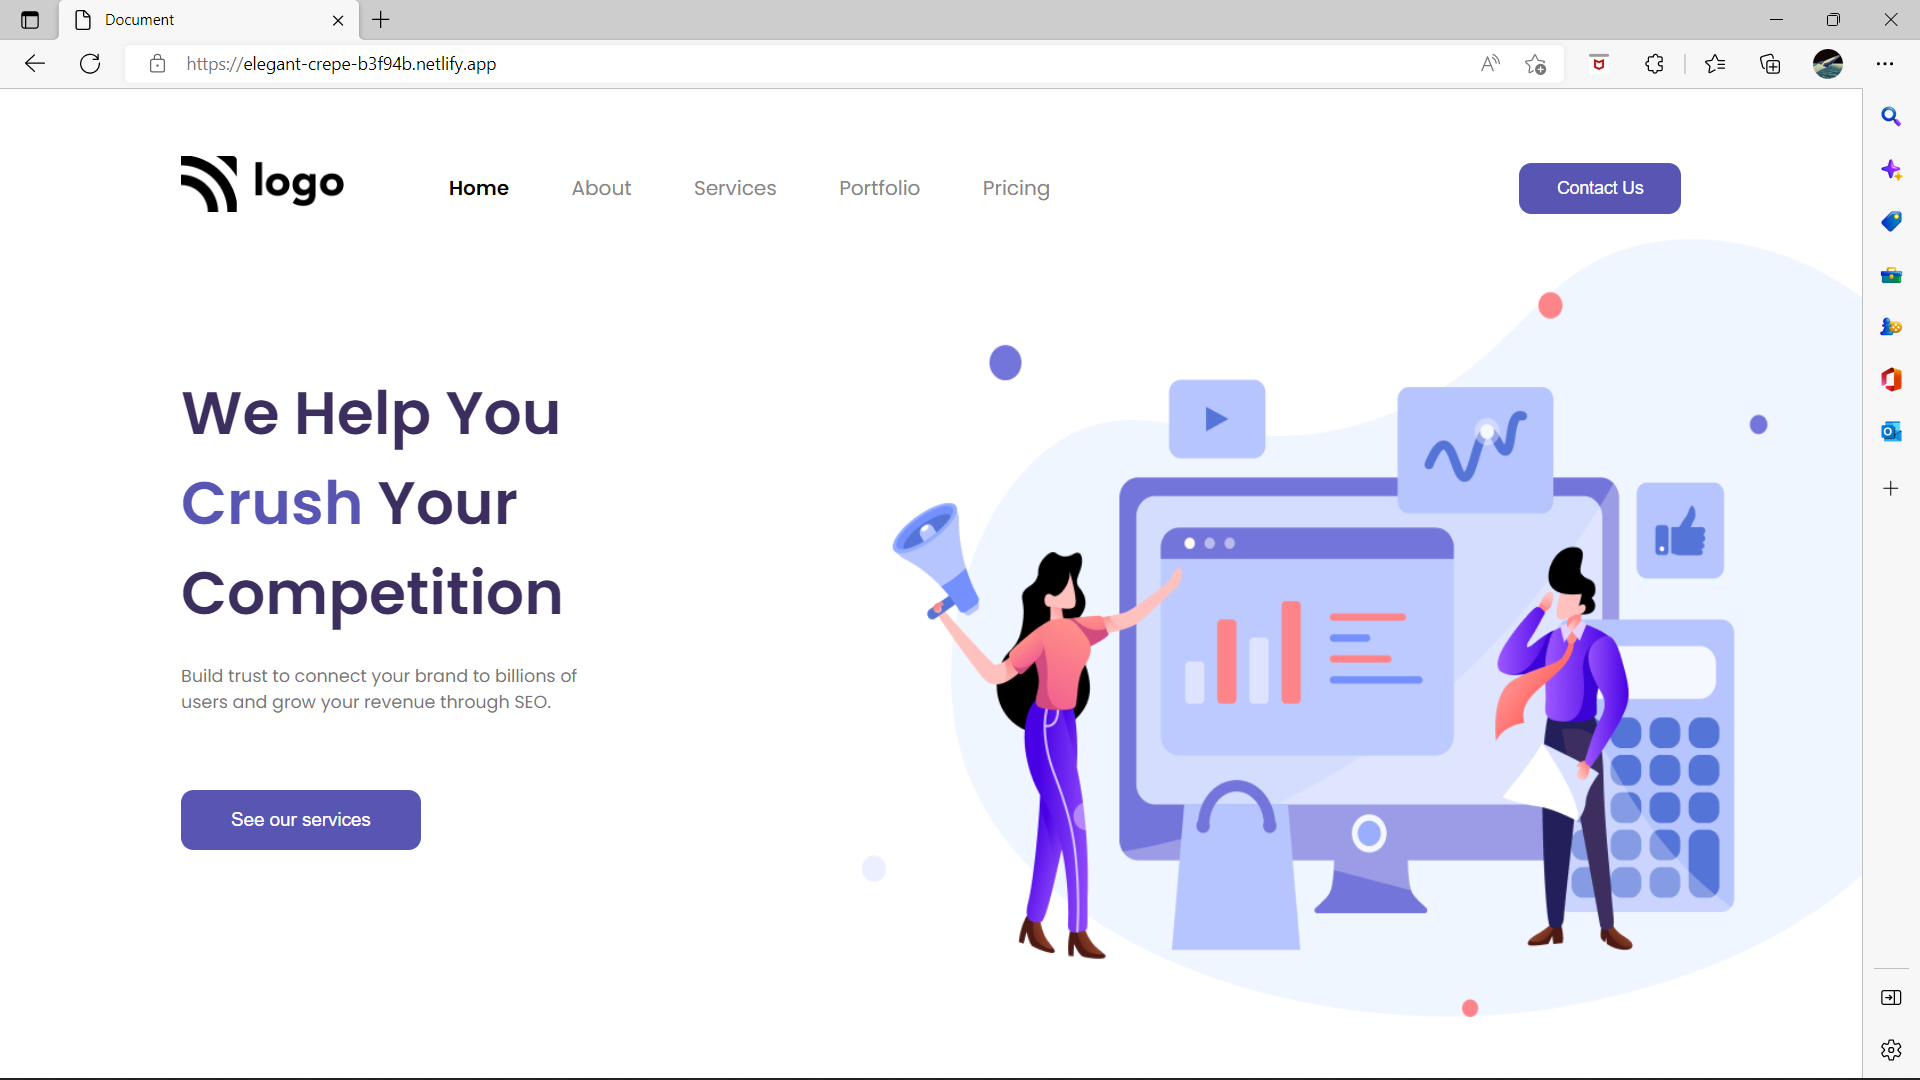 Document
https://elegant-crepe-b3f94b.netlify.app
logo
Home About Services Portfolio Pricing
Contact Us
We Help You
Crush Your
Competition
Build trust to connect your brand to billions of
users and grow your revenue through SEO.
See our services